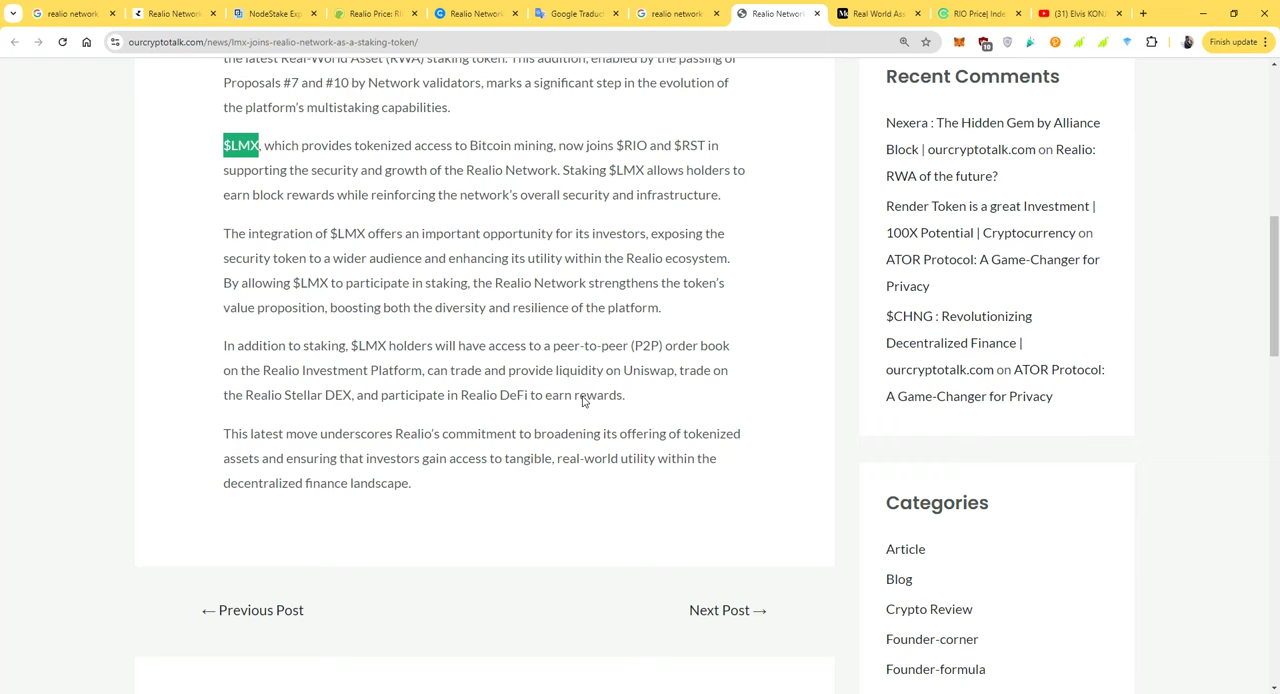 realio network
Realio Network
NodeStake Exp
Realio Price: RI
Realio Network
Google Traduc
realio network
Realio Network
Real World Ass
RIO Price| Inde
(31) Elvis KONJ
ourcryptotalk.com/news/lmx-joins-realio-network-as-a-staking-token/
10
Finish update
the latest Real-World Asset (RWA) staking token. This addition, enabled by the passing of
Proposals #7 and #10 by Network validators, marks a significant step in the evolution of
the platform’s multistaking capabilities.
$LMX, which provides tokenized access to Bitcoin mining, now joins $RIO and $RST in
supporting the security and growth of the Realio Network. Staking $LMX allows holders to
earn block rewards while reinforcing the network’s overall security and infrastructure.
The integration of $LMX offers an important opportunity for its investors, exposing the
security token to a wider audience and enhancing its utility within the Realio ecosystem.
By allowing $LMX to participate in staking, the Realio Network strengthens the token’s
value proposition, boosting both the diversity and resilience of the platform.
In addition to staking, $LMX holders will have access to a peer-to-peer (P2P) order book
on the Realio Investment Platform, can trade and provide liquidity on Uniswap, trade on
the Realio Stellar DEX, and participate in Realio DeFi to earn rewards.
This latest move underscores Realio’s commitment to broadening its offering of tokenized
assets and ensuring that investors gain access to tangible, real-world utility within the
decentralized finance landscape.
← Previous Post
Next Post →
Recent Comments
Nexera : The Hidden Gem by Alliance
Block | ourcryptotalk.com on Realio:
RWA of the future?
Render Token is a great Investment |
100X Potential | Cryptocurrency on
ATOR Protocol: A Game-Changer for
Privacy
$CHNG : Revolutionizing
Decentralized Finance |
ourcryptotalk.com on ATOR Protocol:
A Game-Changer for Privacy
Categories
Article
Blog
Crypto Review
Founder-corner
Founder-formula